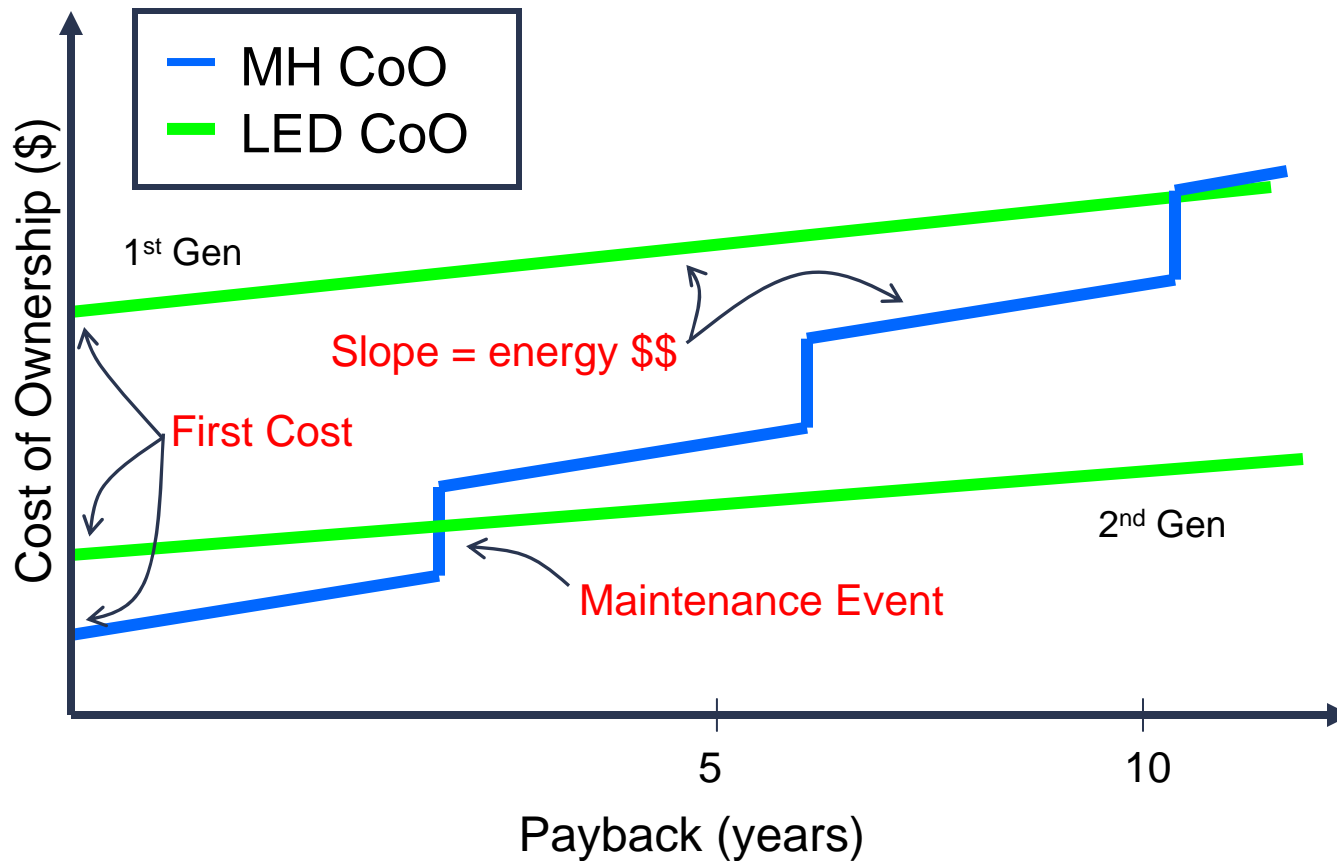 MH CoO
LED CoO
Cost of Ownership ($)
1st Gen
Slope = energy $$
First Cost
2nd Gen
Maintenance Event
5
10
Payback (years)